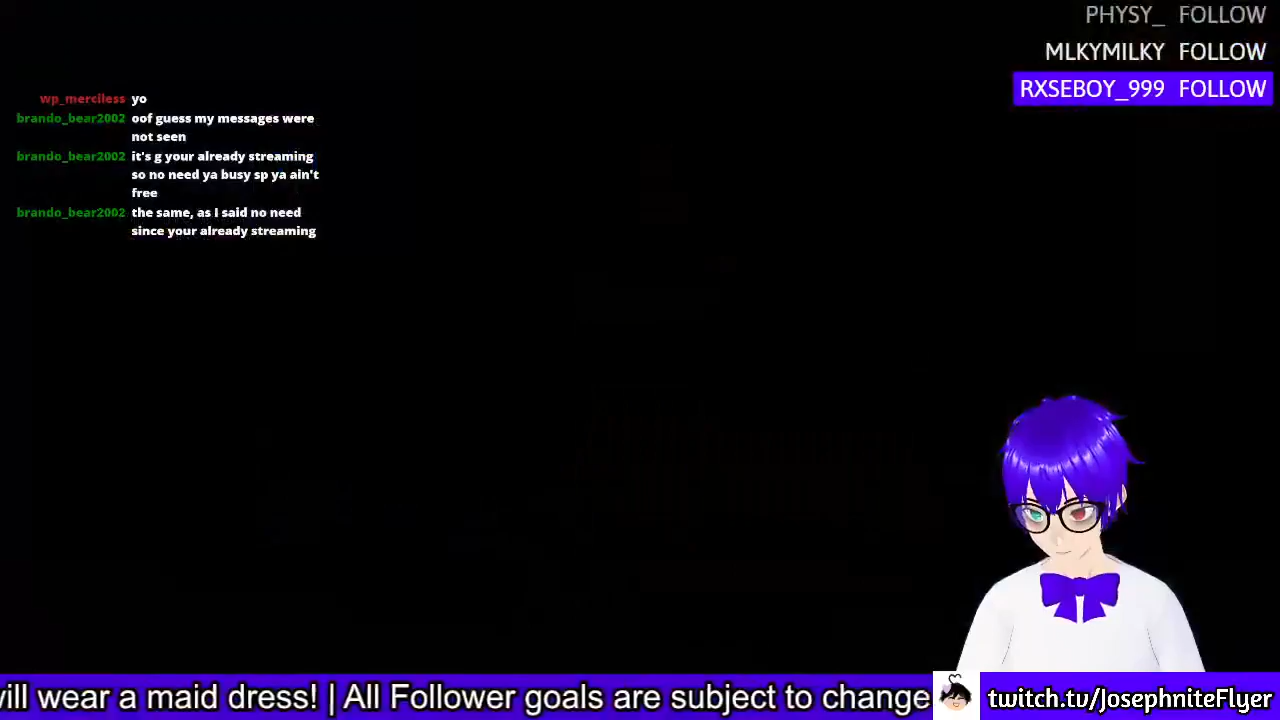 PHYSY_ FOLLOW
MLKYMILKY FOLLOW
RXSEBOY_999 FOLLOW
wp_merciless yo
brando_bear2002 oof guess my messages were
not seen
brando_bear2002 it's g your already streaming
so no need ya busy sp ya ain't
free
brando_bear2002 the same, as I said no need
since your already streaming
will wear a maid dress! | All Follower goals are subject to change
twitch.tv/JosephniteFlyer